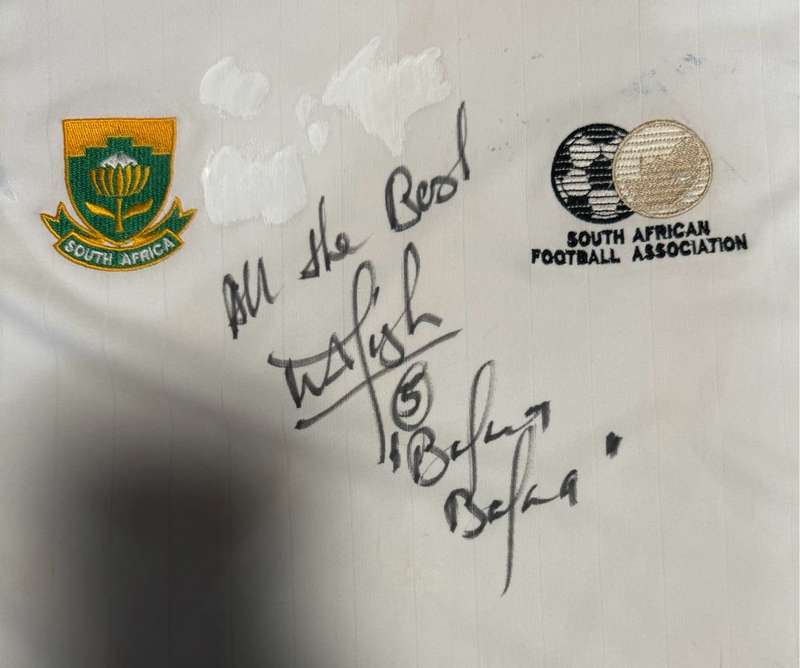 SOUTH AFRICA
SOUTH AFRICAN
FOOTBALL ASSOCIATION
All the Best
5
"Bafana
Bafana"